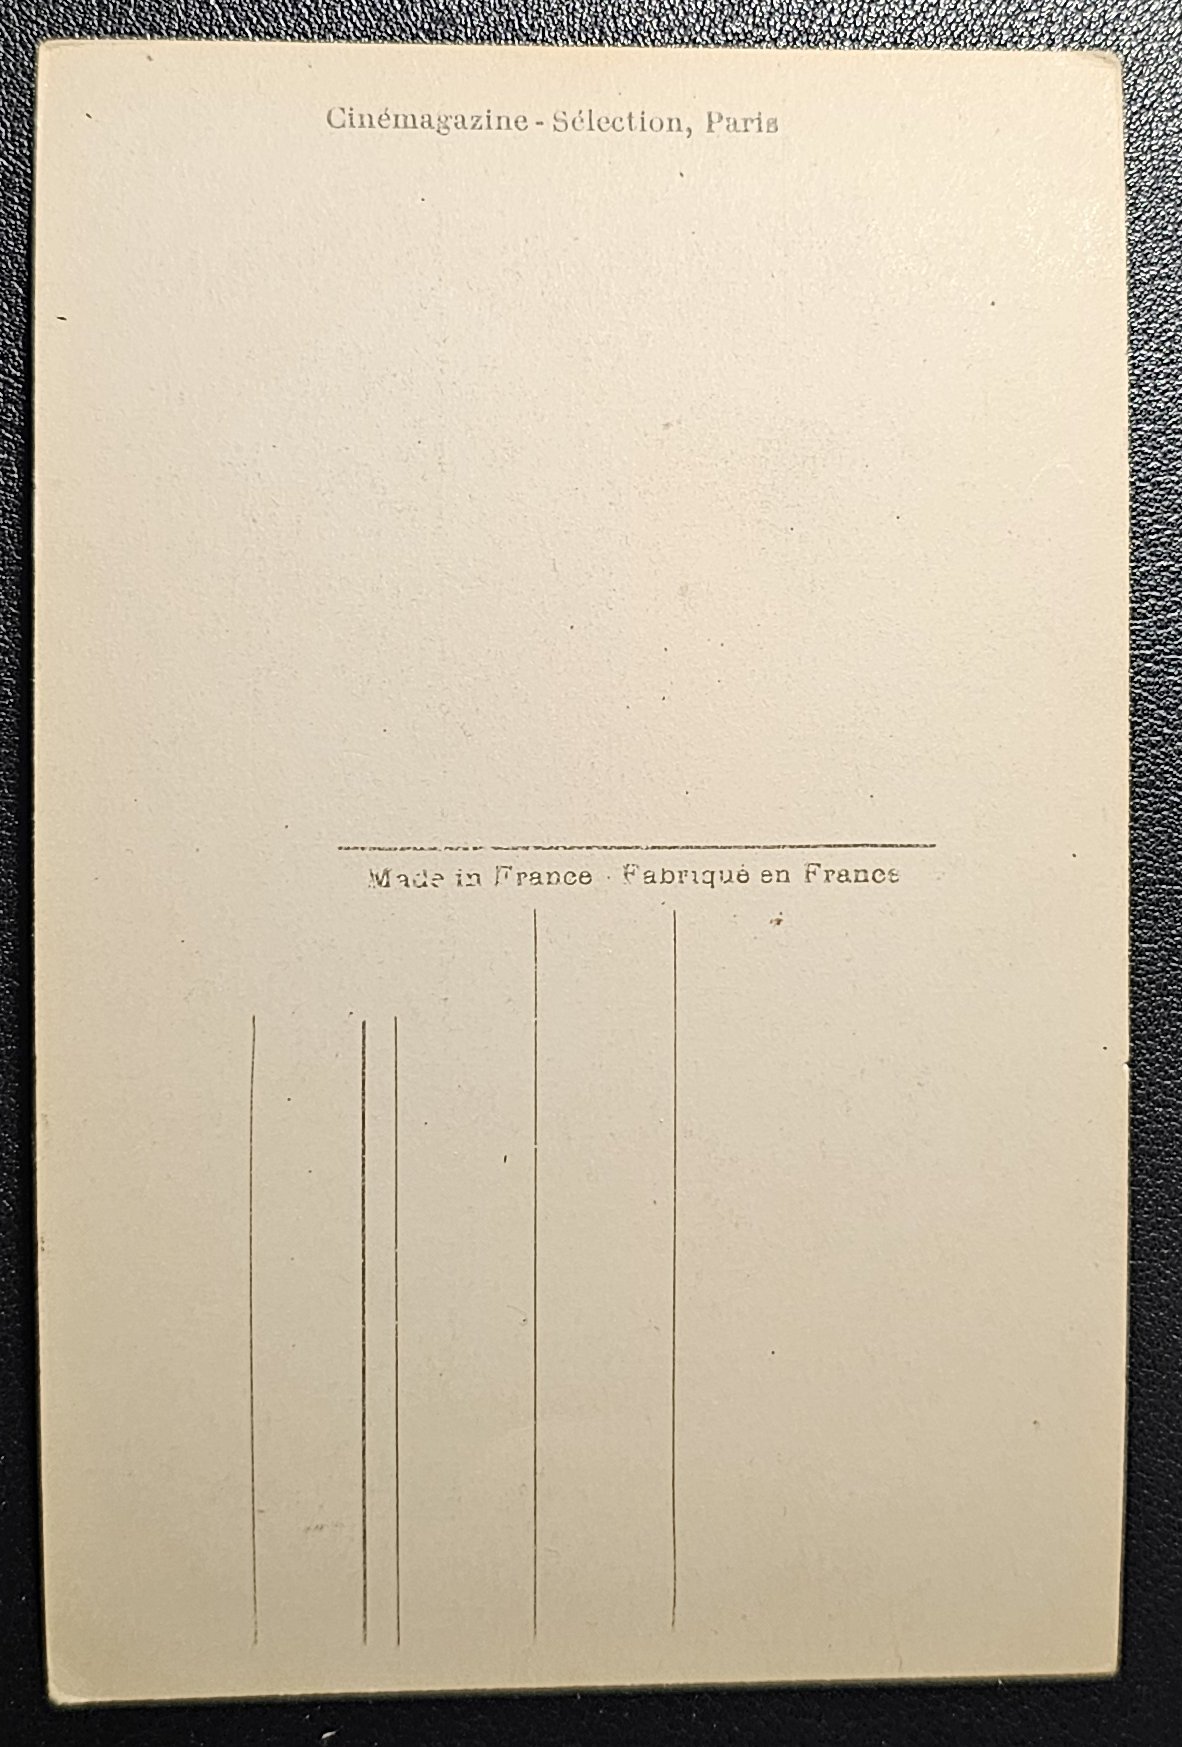 Cinémagazine - Sélection, Paris
Made in France · Fabriqué en France